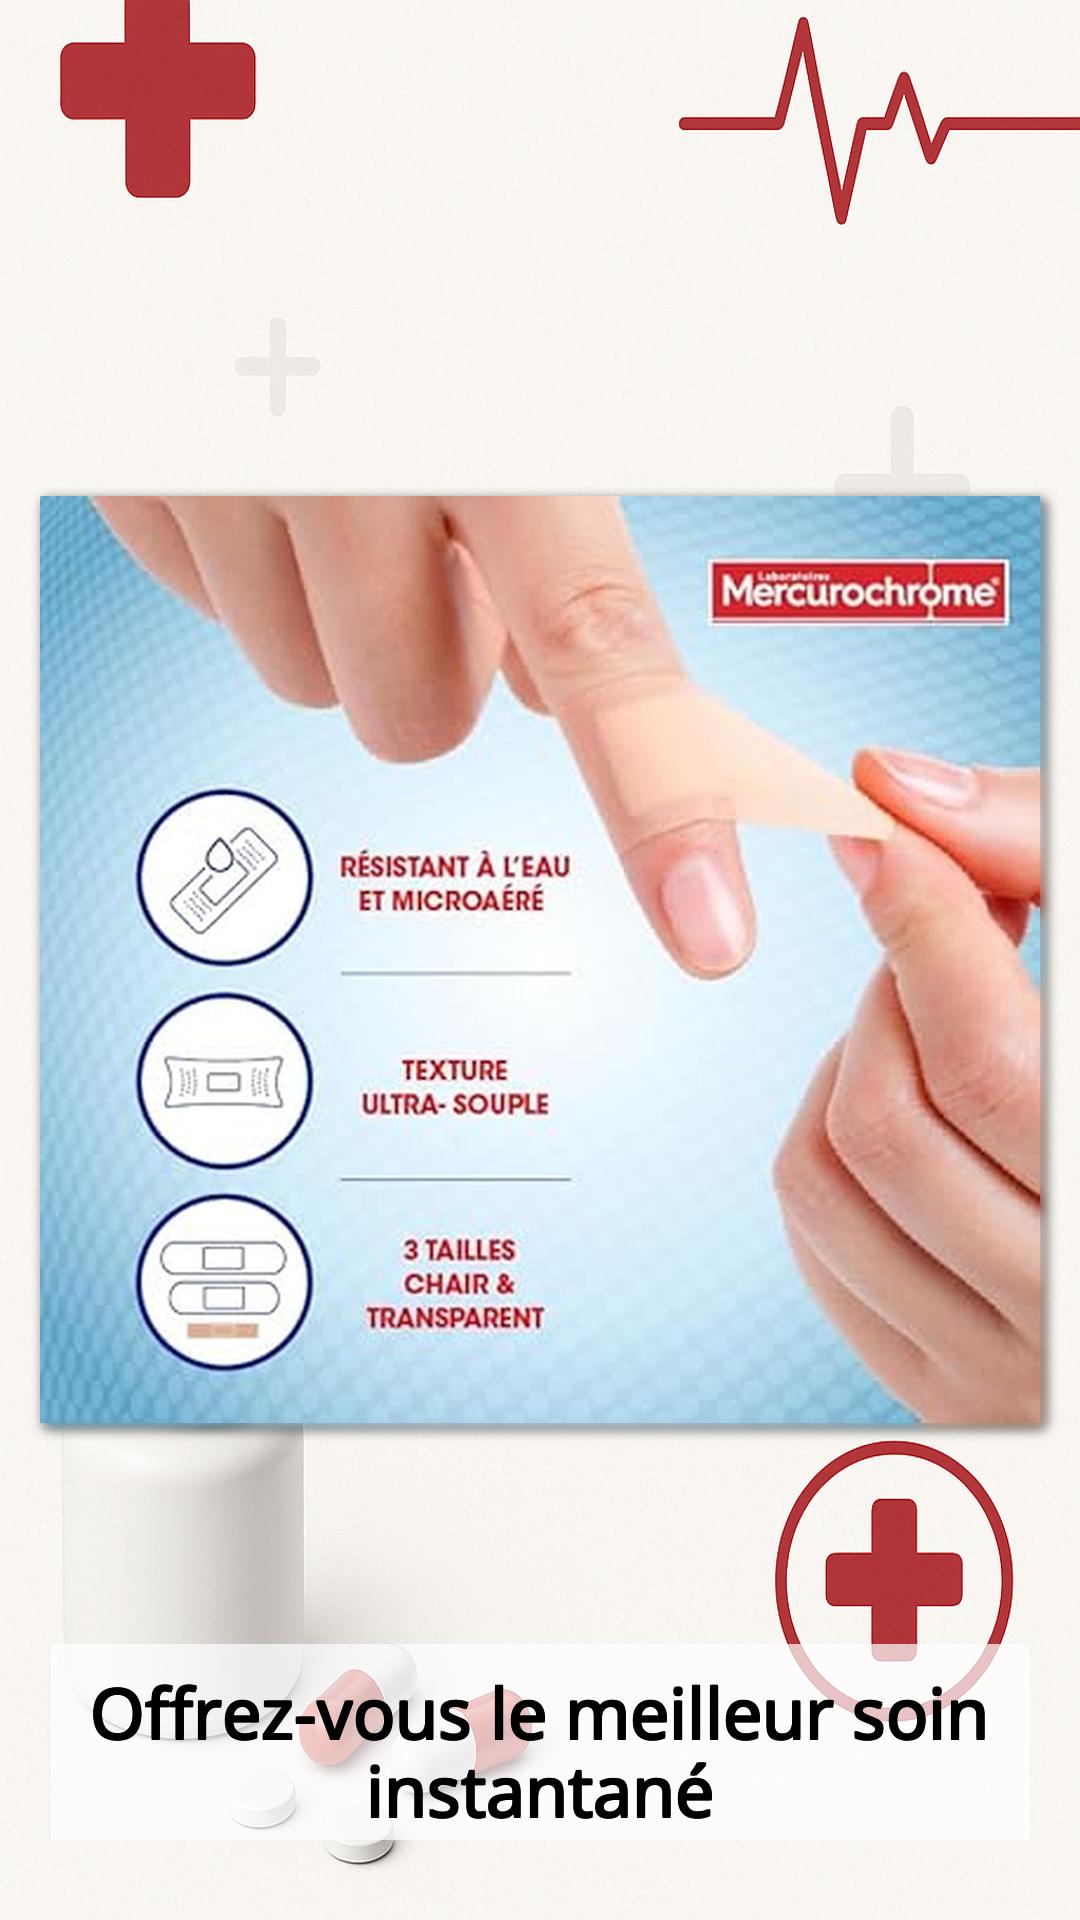 Laboratoires
Mercurochrome®
RÉSISTANT À L'EAU
ET MICROAÉRÉ
TEXTURE
ULTRA- SOUPLE
3 TAILLES
CHAIR &
TRANSPARENT
Offrez-vous le meilleur soin
instantané